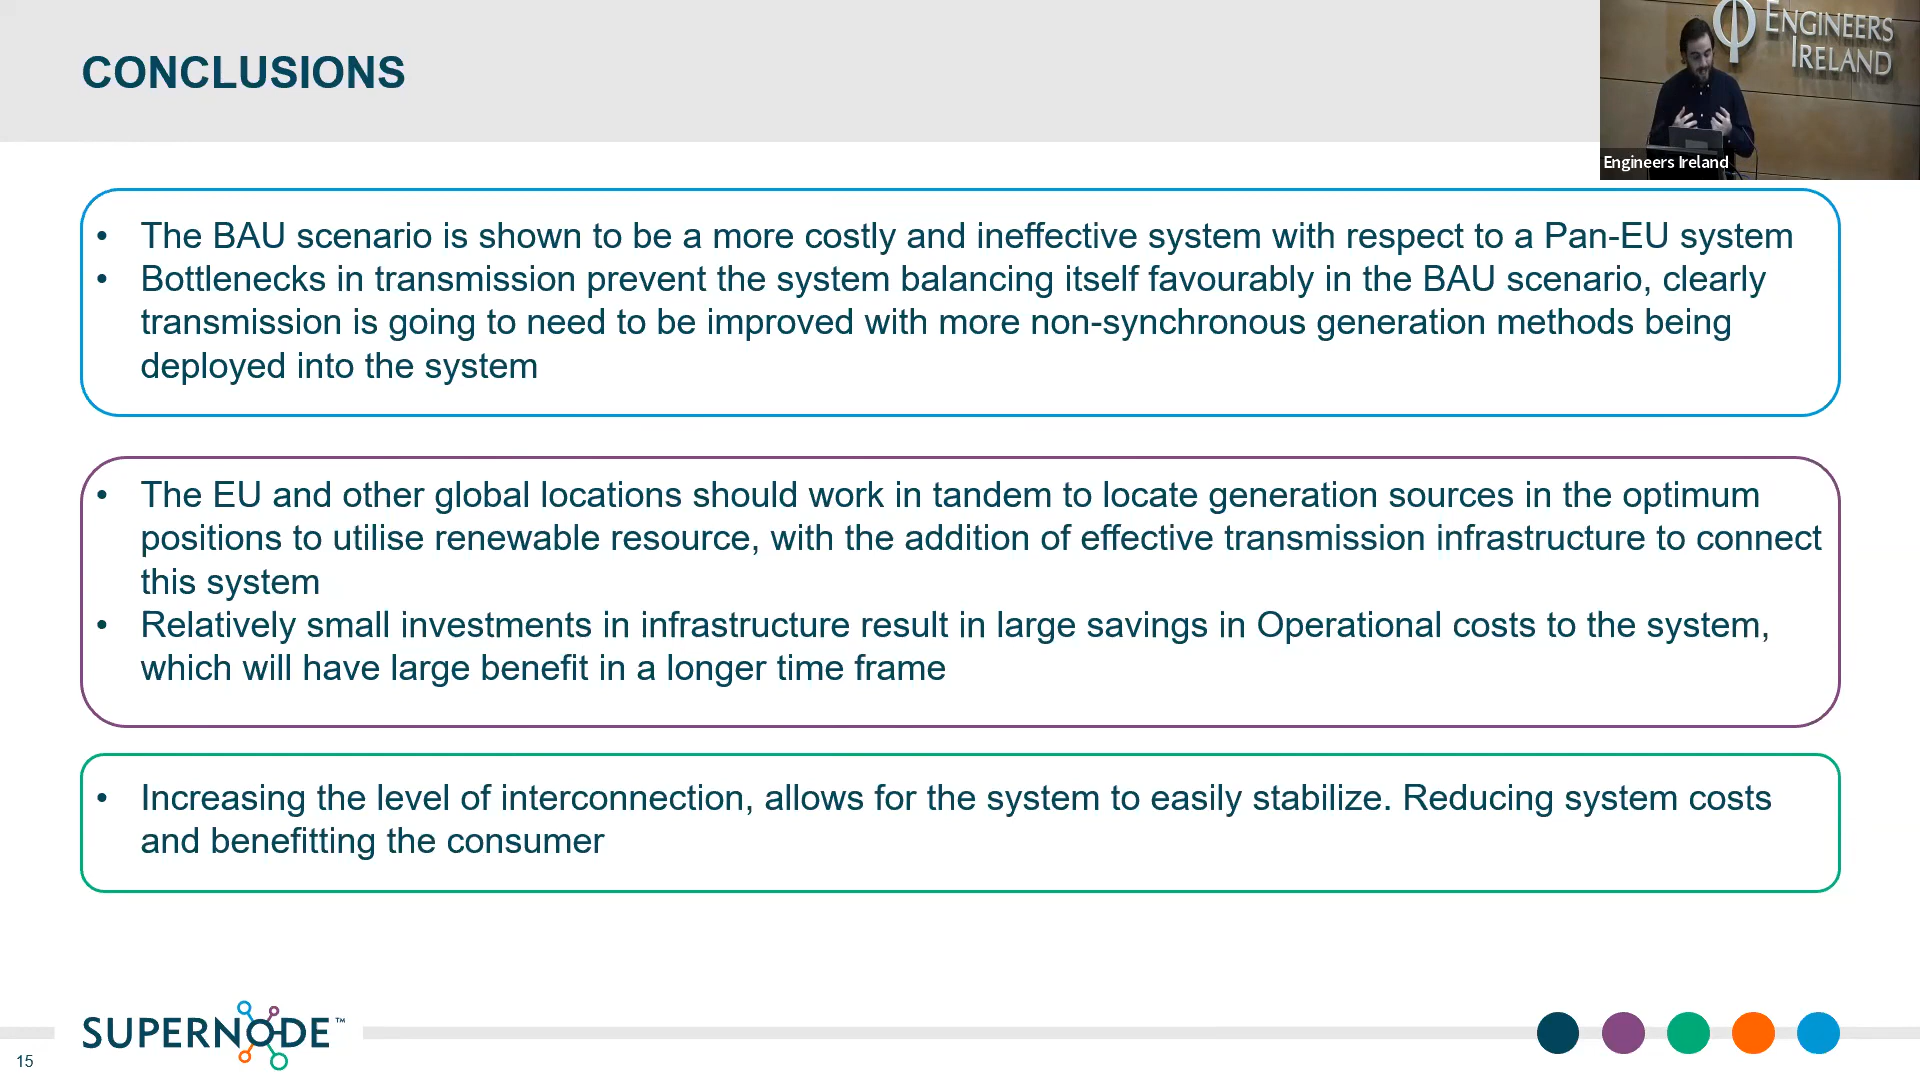 CONCLUSIONS
ENGINEERS
IRELAND
Engineers Ireland
• The BAU scenario is shown to be a more costly and ineffective system with respect to a Pan-EU system
• Bottlenecks in transmission prevent the system balancing itself favourably in the BAU scenario, clearly
transmission is going to need to be improved with more non-synchronous generation methods being
deployed into the system
• The EU and other global locations should work in tandem to locate generation sources in the optimum
positions to utilise renewable resource, with the addition of effective transmission infrastructure to connect
this system
• Relatively small investments in infrastructure result in large savings in Operational costs to the system,
which will have large benefit in a longer time frame
• Increasing the level of interconnection, allows for the system to easily stabilize. Reducing system costs
and benefitting the consumer
SUPERNODE™
15